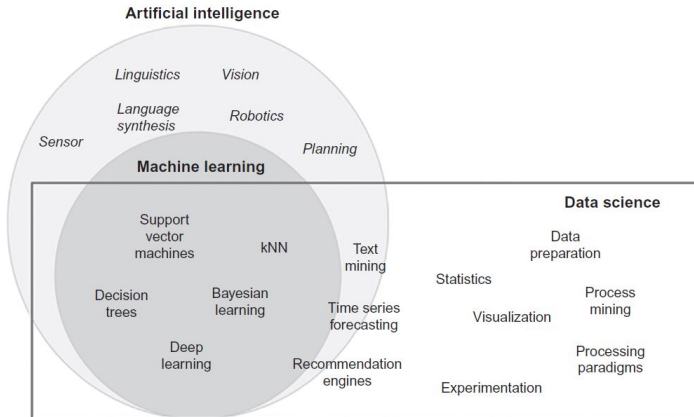 Artificial intelligence
Linguistics
Vision
Language
synthesis
Robotics
Sensor
Planning
Machine learning
Data science
Support
vector
machines
kNN
Text
mining
Data
preparation
Statistics
Decision
trees
Bayesian
learning
Time series
forecasting
Visualization
Process
mining
Deep
learning
Recommendation
engines
Processing
paradigms
Experimentation